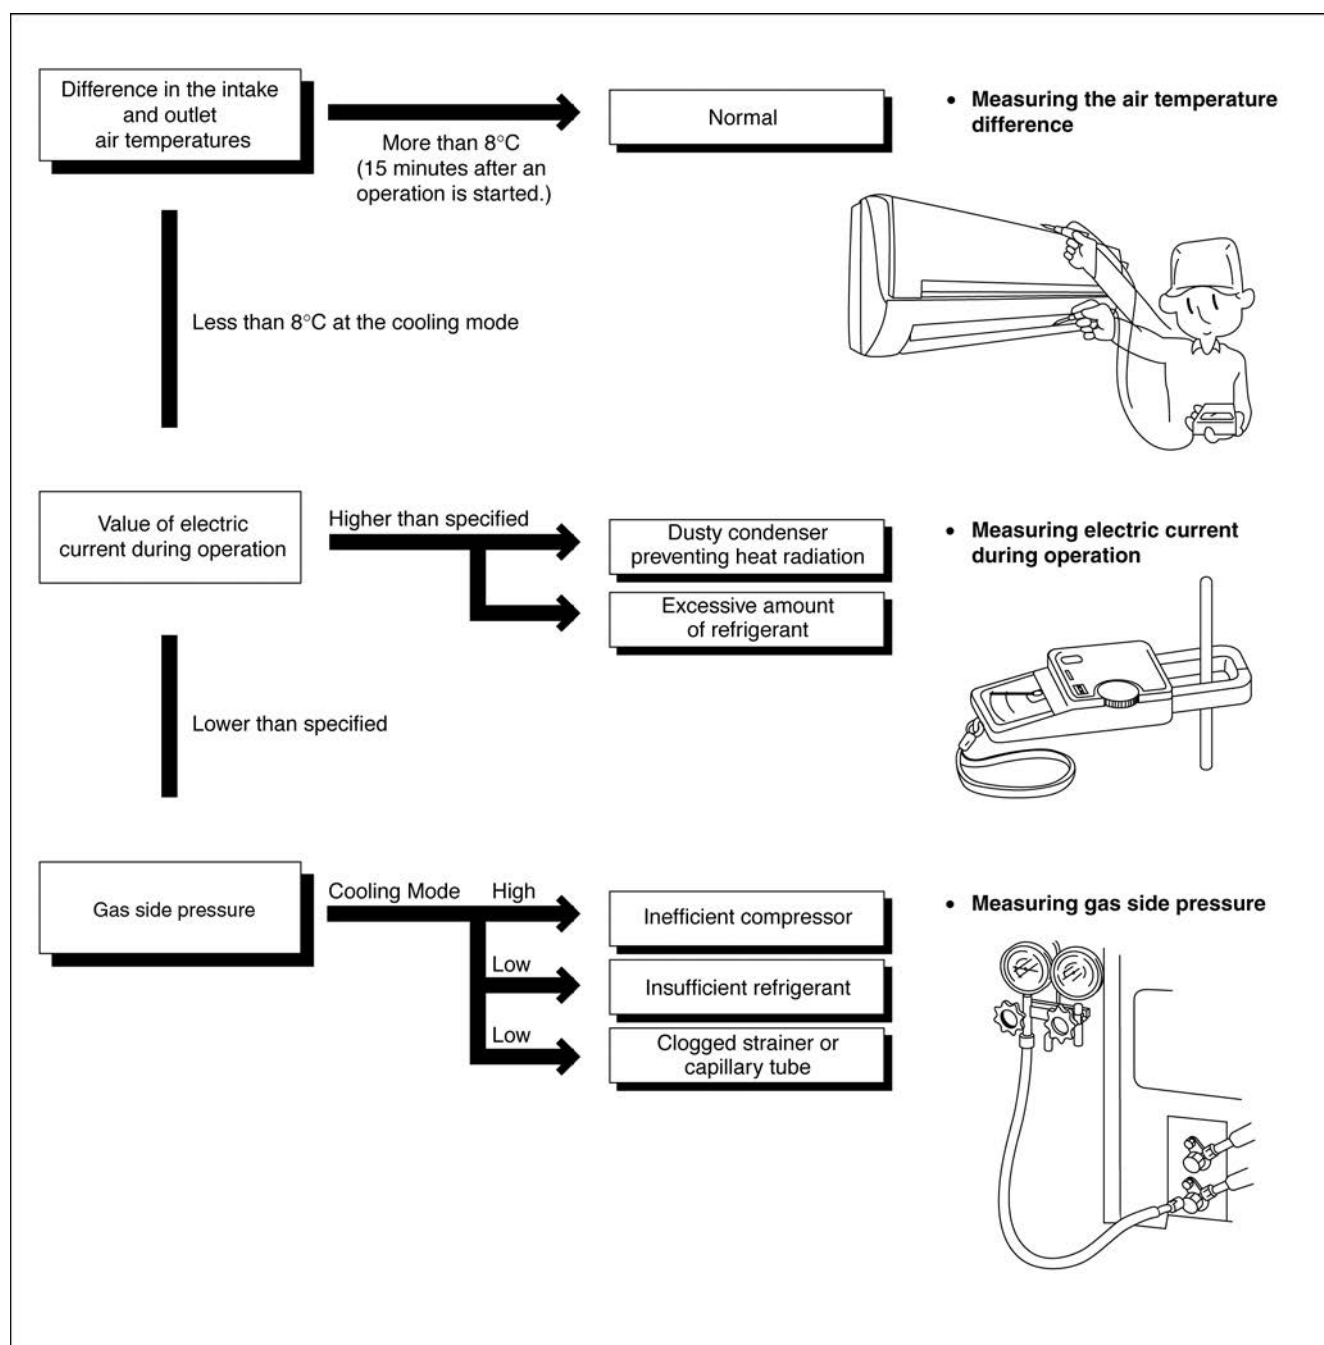 Difference in the intake
and outlet
air temperatures
More than 8°C
(15 minutes after an
operation is started.)
Normal
• Measuring the air temperature
difference
Less than 8°C at the cooling mode
Value of electric
current during operation
Higher than specified
Dusty condenser
preventing heat radiation
Excessive amount
of refrigerant
• Measuring electric current
during operation
Lower than specified
Gas side pressure
Cooling Mode
High
Inefficient compressor
Low
Insufficient refrigerant
Low
Clogged strainer or
capillary tube
• Measuring gas side pressure